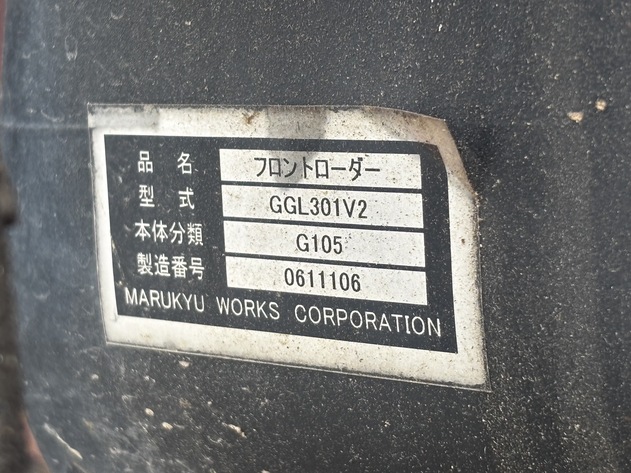 品名 フロントローダー
型式 GGL301V2
本体分類 G105
製造番号 0611106
MARUKYU WORKS CORPORATION